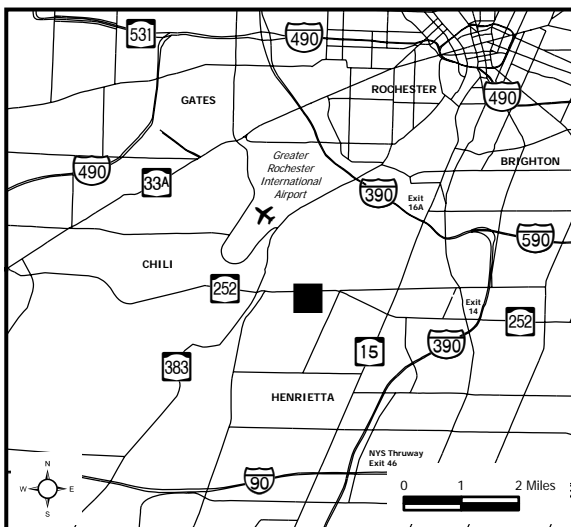 531
490
ROCHESTER
GATES
490
BRIGHTON
Greater
Rochester
International
Airport
490
33A
390
Exit
16A
590
CHILI
252
Exit
14
252
15
390
383
HENRIETTA
NYS Thruway
Exit 46
90
N
W
E
S
0 1 2 Miles